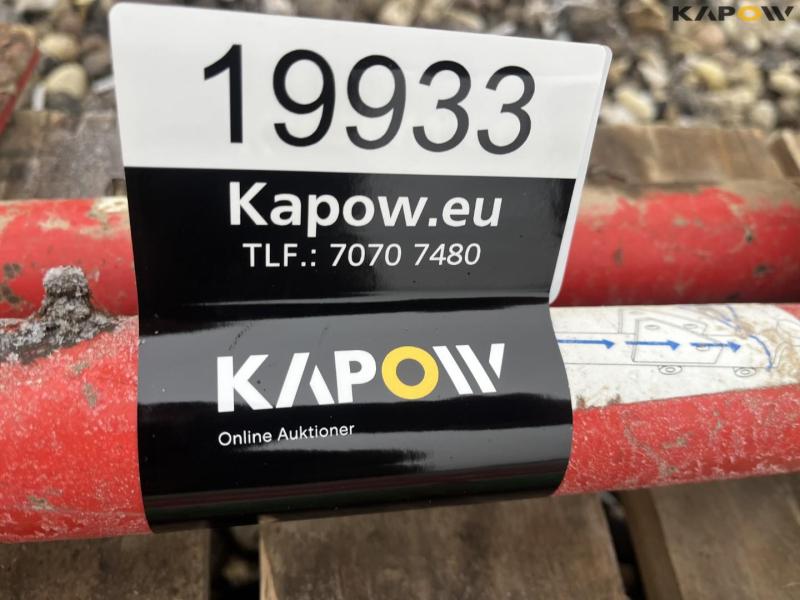 KAPOW
19933
Kapow.eu
TLF.: 7070 7480
KAPOW
Online Auktioner